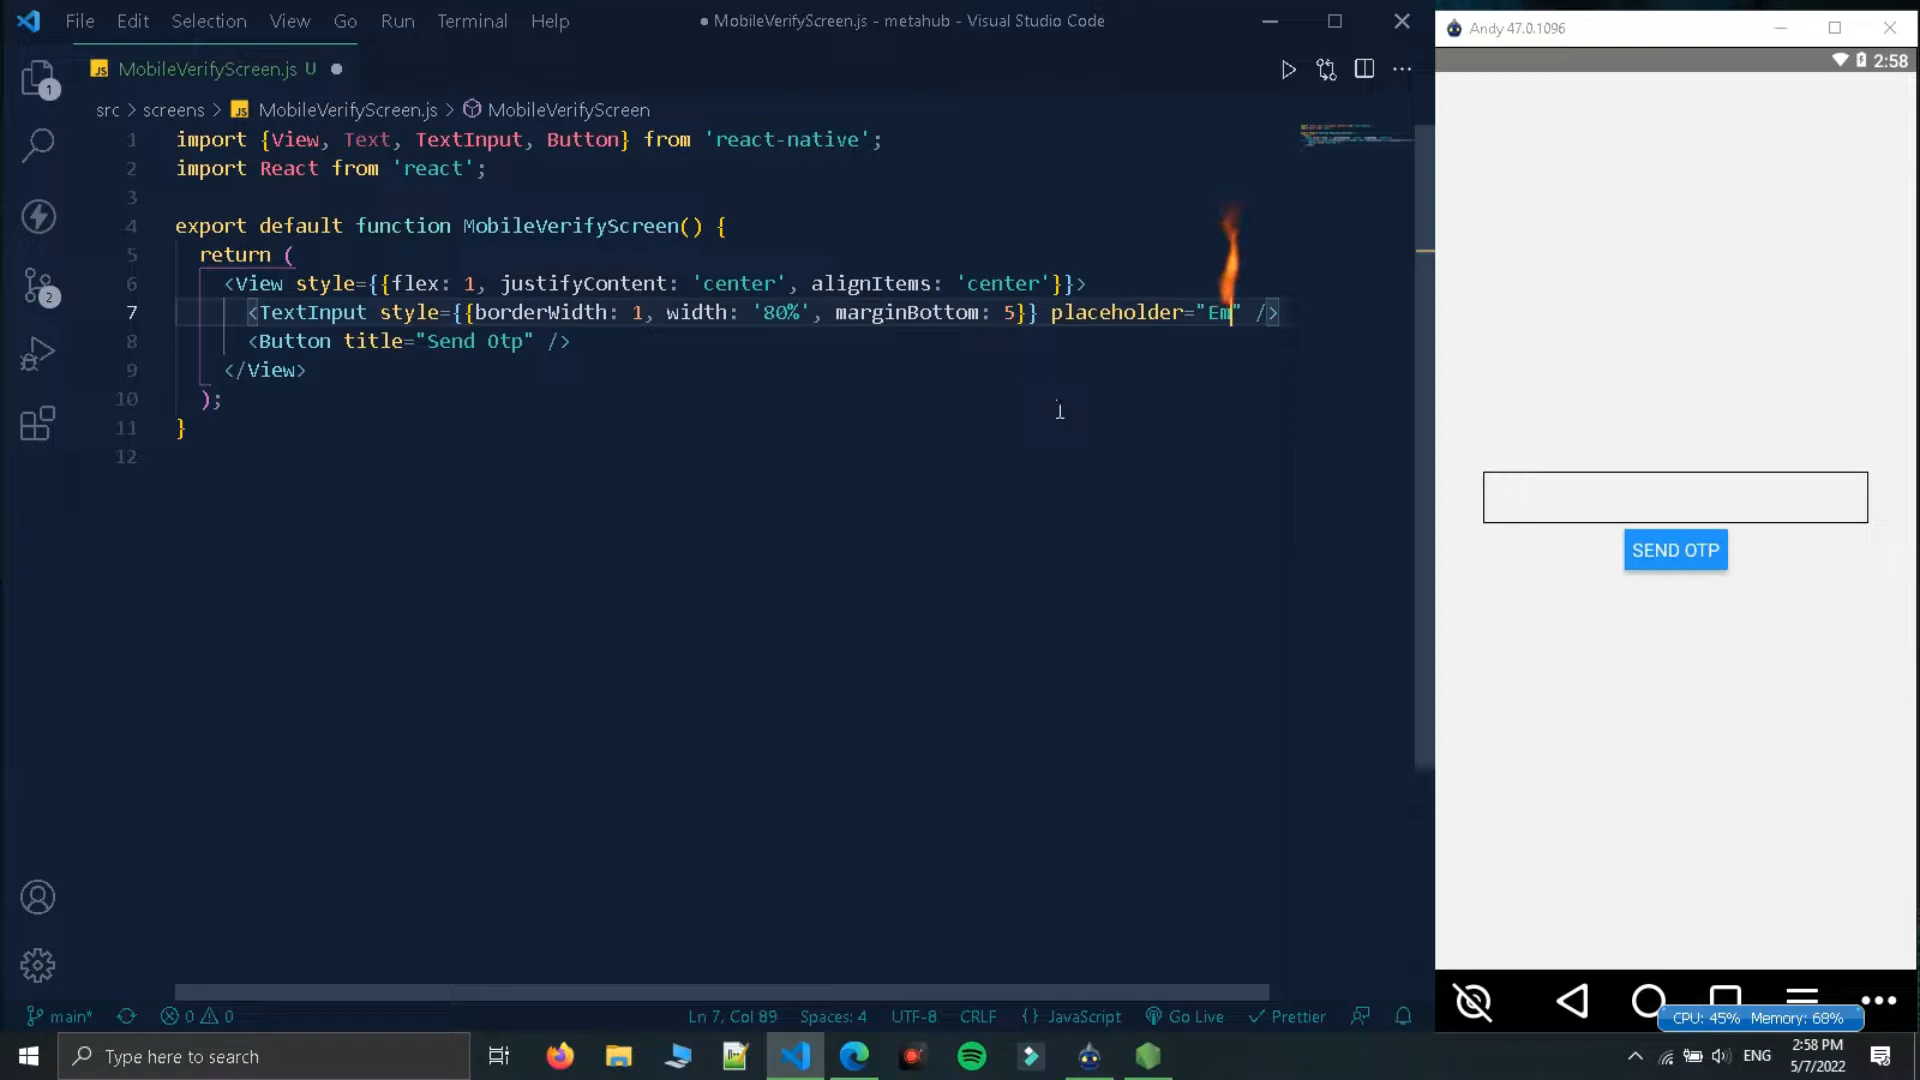 File Edit Selection View Go Run Terminal Help
● MobileVerifyScreen.js - metahub - Visual Studio Code
Andy 47.0.1096
2:58
JS MobileVerifyScreen.js U
src > screens > JS MobileVerifyScreen.js > MobileVerifyScreen
1 import {View, Text, TextInput, Button} from 'react-native';
2 import React from 'react';
3
4 export default function MobileVerifyScreen() {
5 return (
6 <View style={{flex: 1, justifyContent: 'center', alignItems: 'center'}}>
7 <TextInput style={{borderWidth: 1, width: '80%', marginBottom: 5}} placeholder="Em" />
8 <Button title="Send Otp" />
9 </View>
10 );
11 }
12
1
2
SEND OTP
main* 0 0
Ln 7, Col 89 Spaces: 4 UTF-8 CRLF {} JavaScript Go Live Prettier
CPU: 45% Memory: 68%
Type here to search
ENG
2:58 PM
5/7/2022